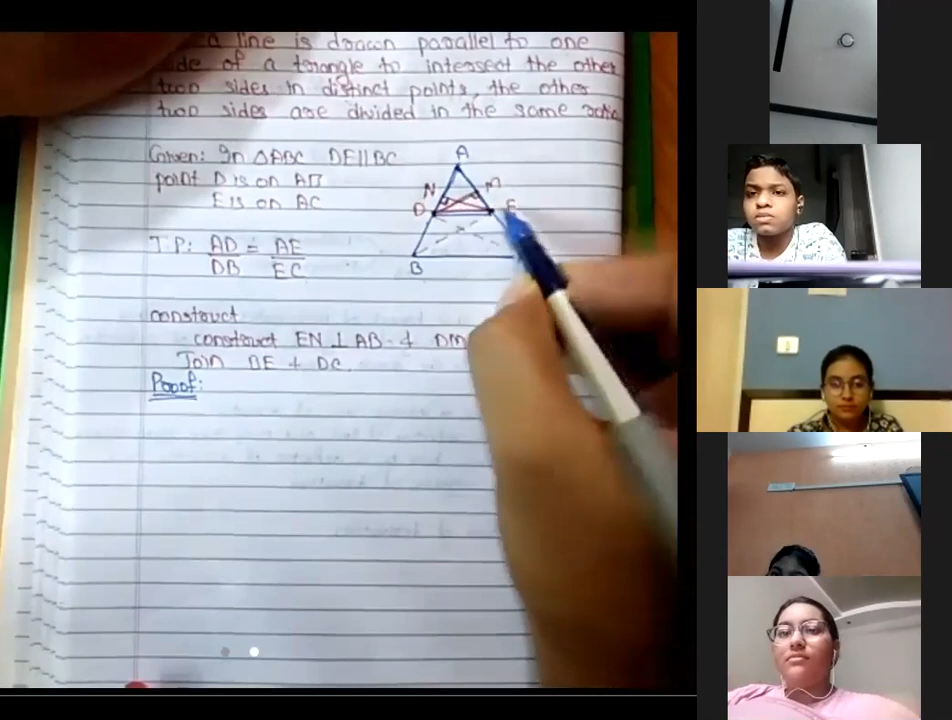 a line is drawn parallel to one
side of a triangle to intersect the other
two sides in distinct points, the other
two sides are divided in the same ratio
Given: In △ABC DE||BC
point D is on AB
E is on AC
T.P: AD = AE
DB EC
construct
construct EN ⊥ AB & DM
Join BE & DC.
Proof:
A
N M
D E
B